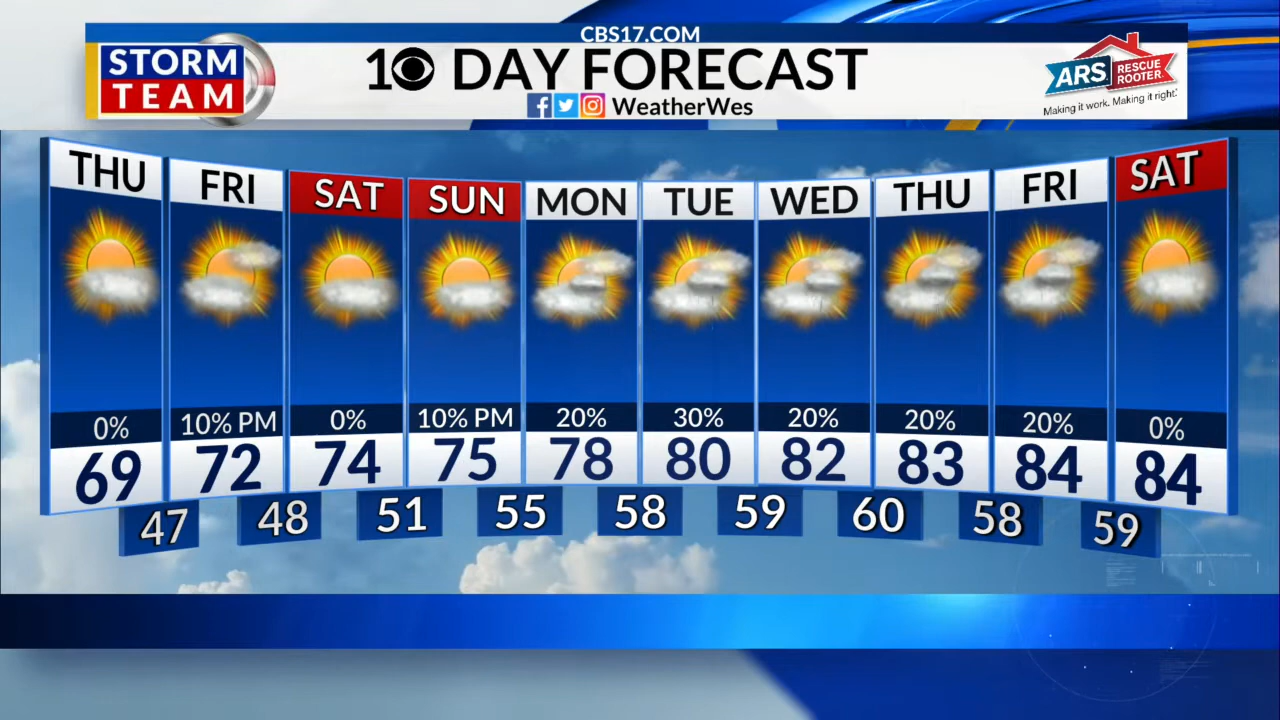 CBS17.COM
STORM
TEAM
10 DAY FORECAST
WeatherWes
ARS RESCUE
ROOTER
Making it work. Making it right.
THU FRI SAT SUN MON TUE WED THU FRI SAT
0% 10% PM 0% 10% PM 20% 30% 20% 20% 20% 0%
69 72 74 75 78 80 82 83 84 84
47 48 51 55 58 59 60 58 59